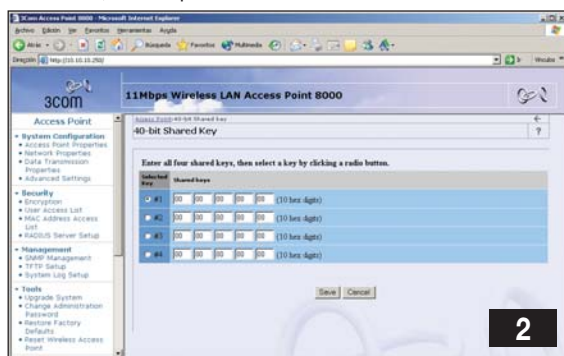 3Com Access Point 8000 - Microsoft Internet Explorer
Archivo Edición Ver Favoritos Herramientas Ayuda
Atrás Búsqueda Favoritos Multimedia
Dirección http://10.10.10.250/ Vínculos
3com
11Mbps Wireless LAN Access Point 8000
Access Point
System Configuration
Access Point Properties
Network Properties
Data Transmission
Properties
Advanced Settings
Security
Encryption
User Access List
MAC Address Access
List
RADIUS Server Setup
Management
SNMP Management
TFTP Setup
System Log Setup
Tools
Upgrade System
Change Administration
Password
Restore Factory
Defaults
Reset Wireless Access
Point
Access Point:40-bit Shared key
40-bit Shared Key ?
Enter all four shared keys, then select a key by clicking a radio button.
Selected Key Shared keys
#1 00 00 00 00 00 (10 hex digits)
#2 00 00 00 00 00 (10 hex digits)
#3 00 00 00 00 00 (10 hex digits)
#4 00 00 00 00 00 (10 hex digits)
Save Cancel
2